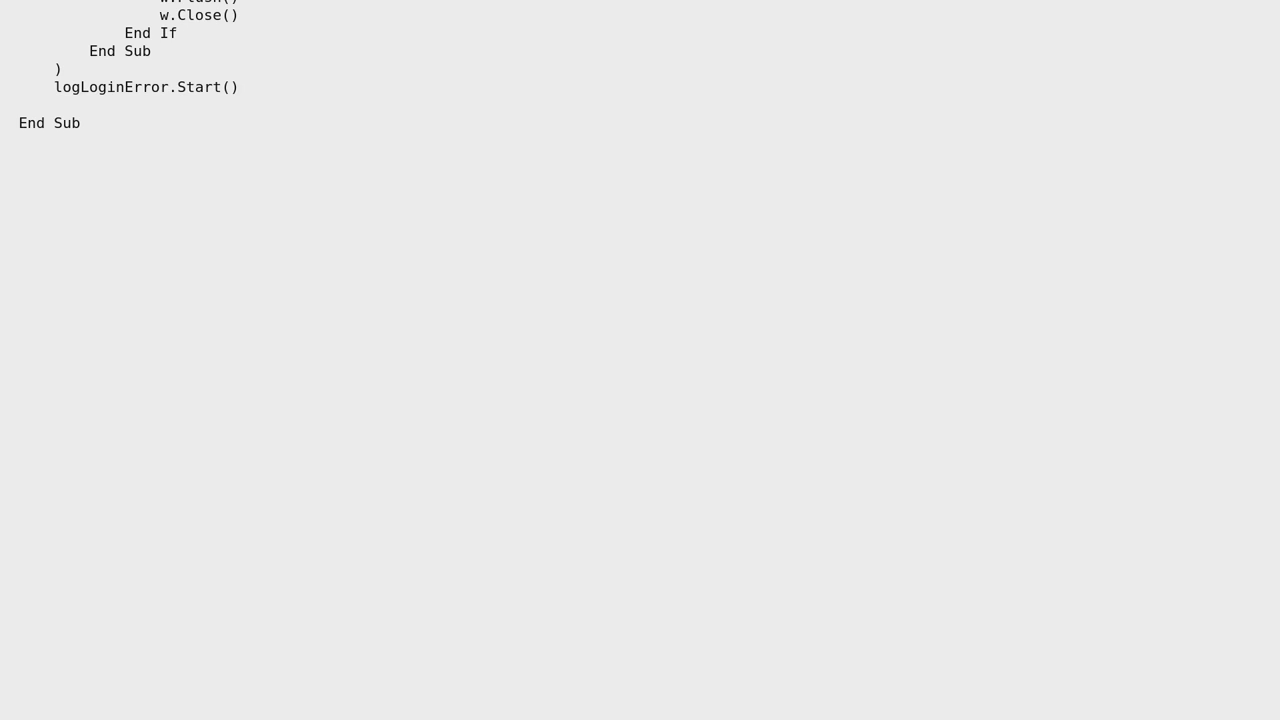 w.Close()
End If
End Sub
)
logLoginError.Start()
End Sub